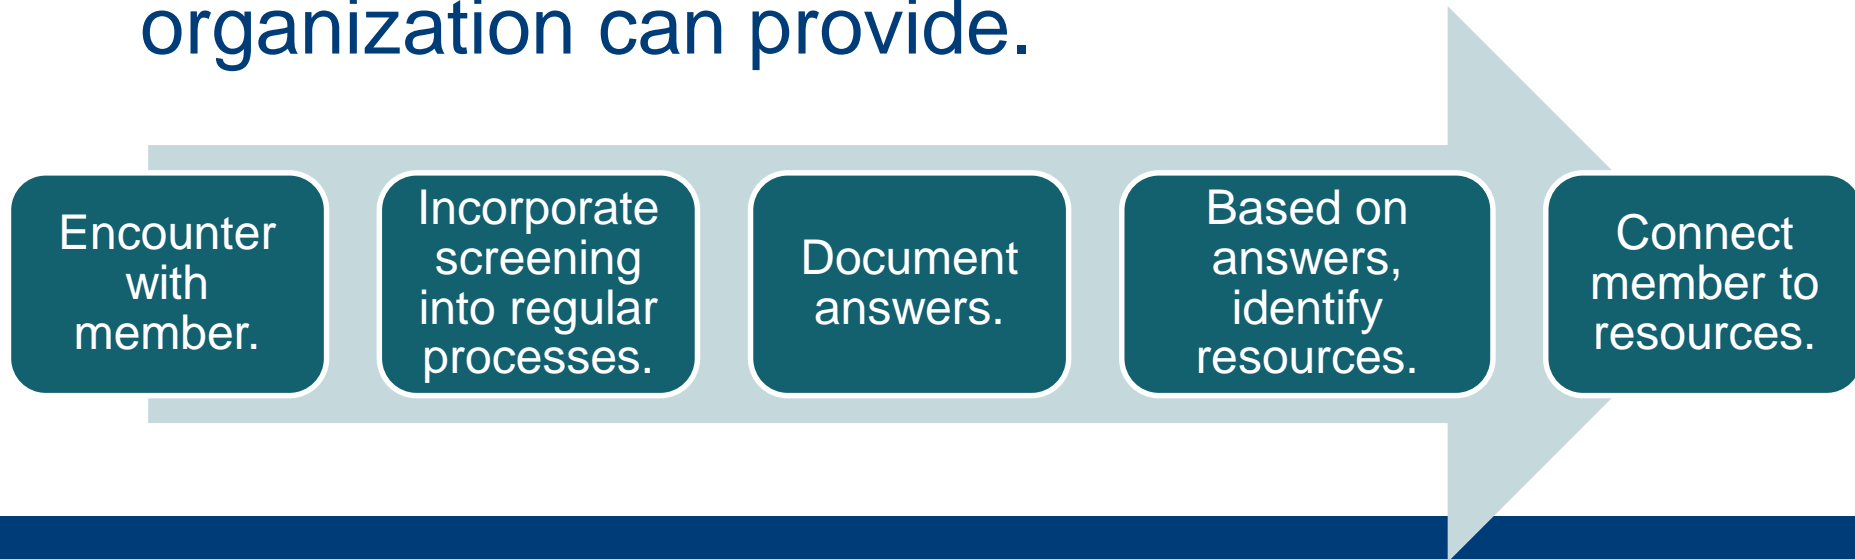 organization can provide.
Encounter
with
member.
Incorporate
screening
into regular
processes.
Document
answers.
Based on
answers,
identify
resources.
Connect
member to
resources.